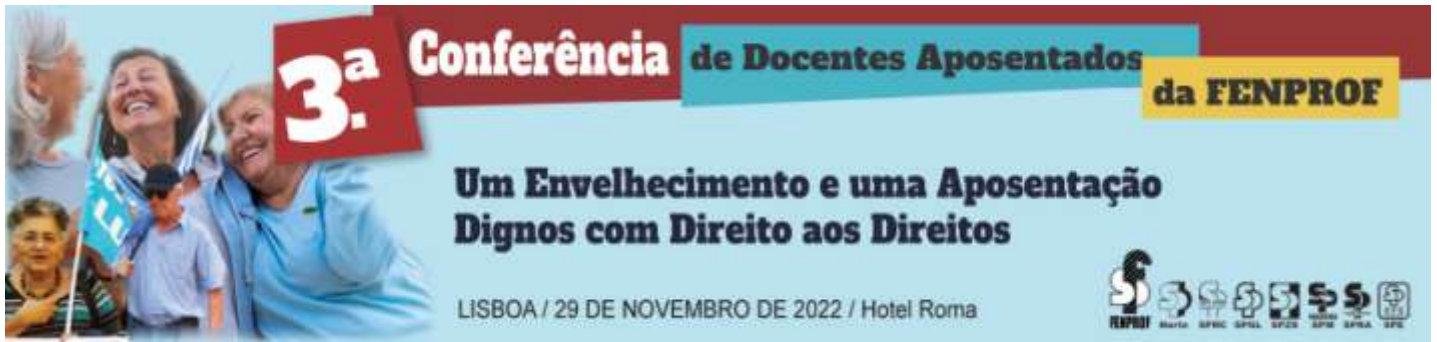 3.ª Conferência de Docentes Aposentados
da FENPROF
Um Envelhecimento e uma Aposentação
Dignos com Direito aos Direitos
LISBOA / 29 DE NOVEMBRO DE 2022 / Hotel Roma
FENPROF Norte SPRC SPGL SPZS SPM SPRA SPE